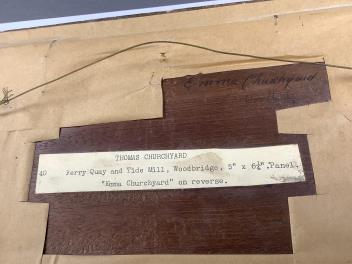 Emma Churchyard
THOMAS CHURCHYARD
40 Ferry Quay and Tide Mill, Woodbridge. 5" x 6¼". Panel.
"Emma Churchyard" on reverse.